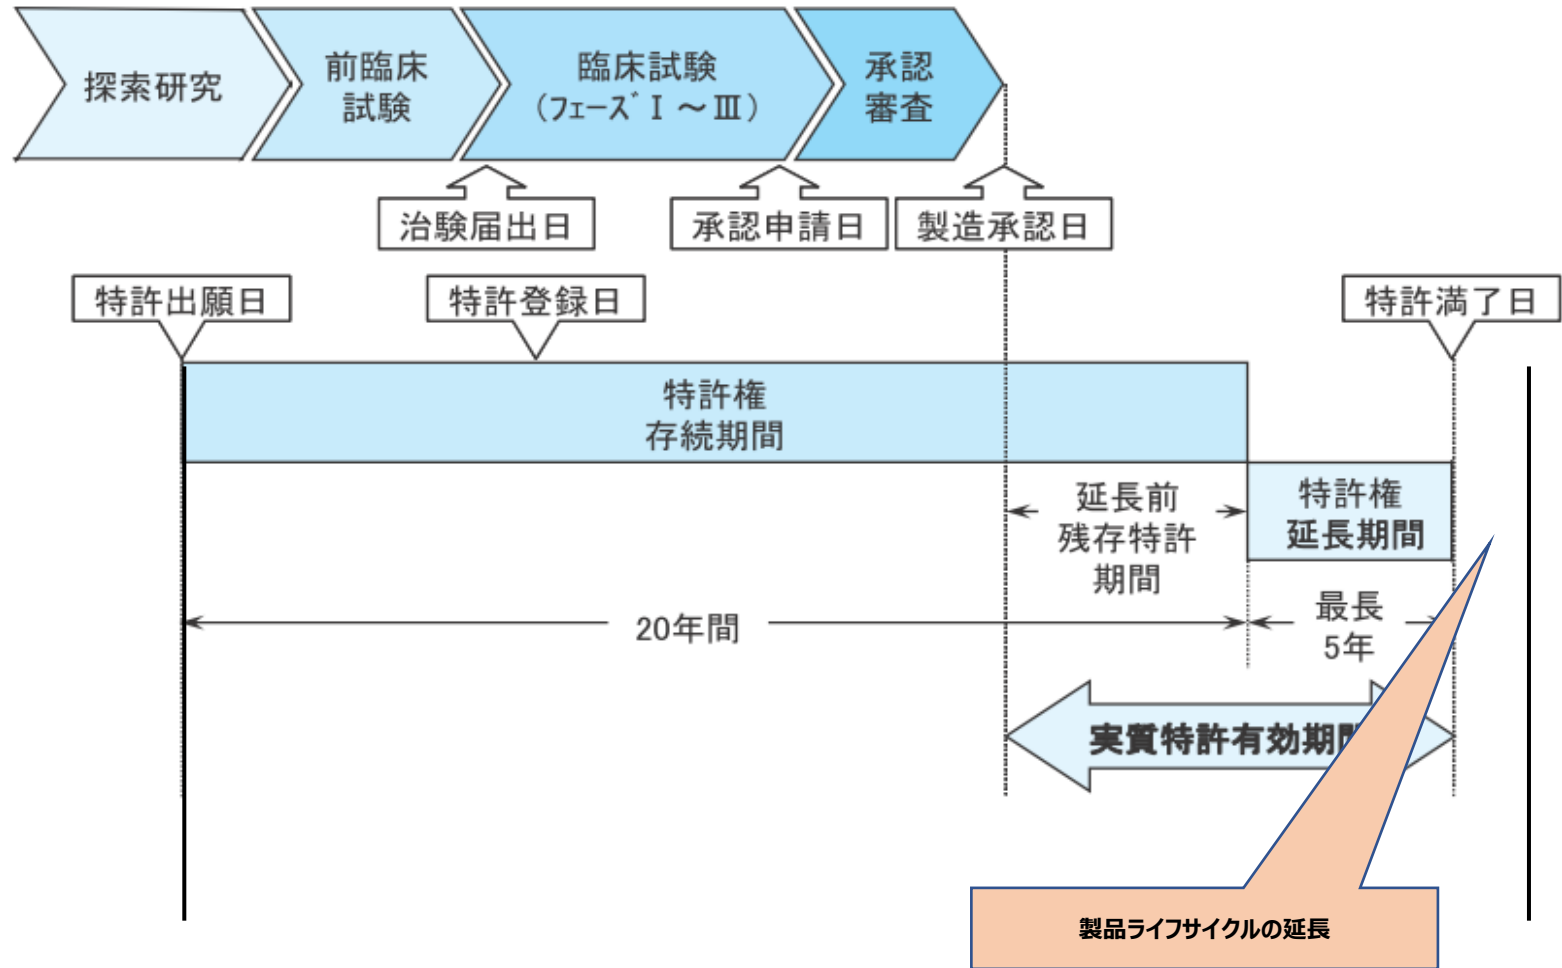 探索研究
前臨床
試験
臨床試験
(フェーズⅠ～Ⅲ)
承認
審査
治験届出日
承認申請日
製造承認日
特許出願日
特許登録日
特許満了日
特許権
存続期間
延長前
残存特許
期間
特許権
延長期間
20年間
最長
5年
実質特許有効期間
製品ライフサイクルの延長